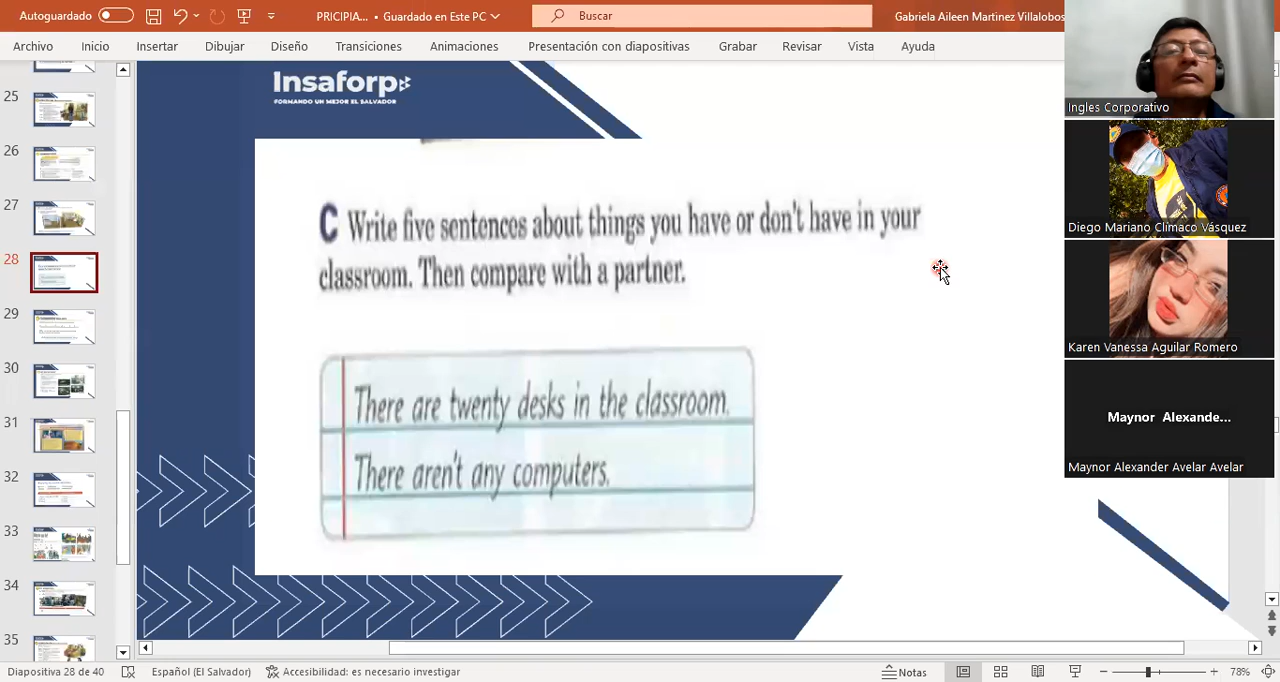 Autoguardado
PRICIPIA... • Guardado en Este PC
Buscar
Gabriela Aileen Martinez Villalobos
Archivo Inicio Insertar Dibujar Diseño Transiciones Animaciones Presentación con diapositivas Grabar Revisar Vista Ayuda
25
26
27
28
29
30
31
32
33
34
35
Insaforp
FORMANDO UN MEJOR EL SALVADOR
C Write five sentences about things you have or don't have in your
classroom. Then compare with a partner.
There are twenty desks in the classroom.
There aren't any computers.
Ingles Corporativo
Diego Mariano Climaco Vásquez
Karen Vanessa Aguilar Romero
Maynor Alexande...
Maynor Alexander Avelar Avelar
Diapositiva 28 de 40 Español (El Salvador) Accesibilidad: es necesario investigar Notas 78%